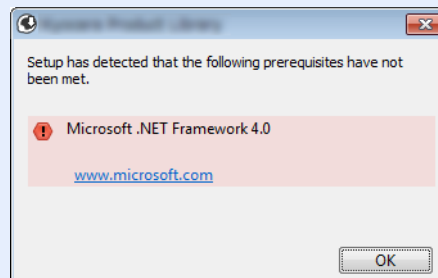 Setup has detected that the following prerequisites have not
been met.
Microsoft .NET Framework 4.0
www.microsoft.com
OK